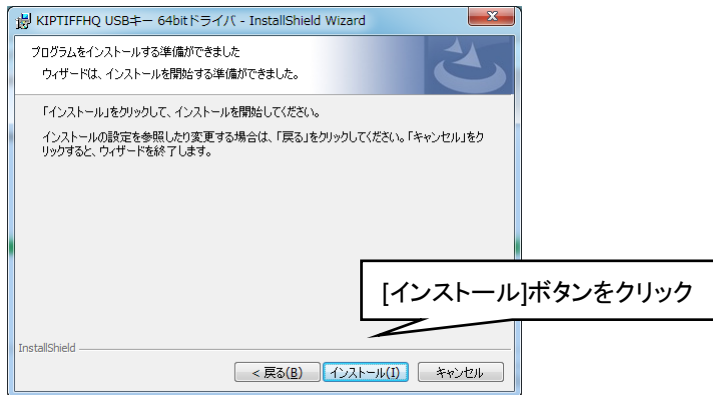 KIPTIFFHQ USBキー 64bitドライバ - InstallShield Wizard
プログラムをインストールする準備ができました
ウィザードは、インストールを開始する準備ができました。
「インストール」をクリックして、インストールを開始してください。
インストールの設定を参照したり変更する場合は、「戻る」をクリックしてください。「キャンセル」をク
リックすると、ウィザードを終了します。
[インストール]ボタンをクリック
InstallShield
< 戻る(B)
インストール(I)
キャンセル